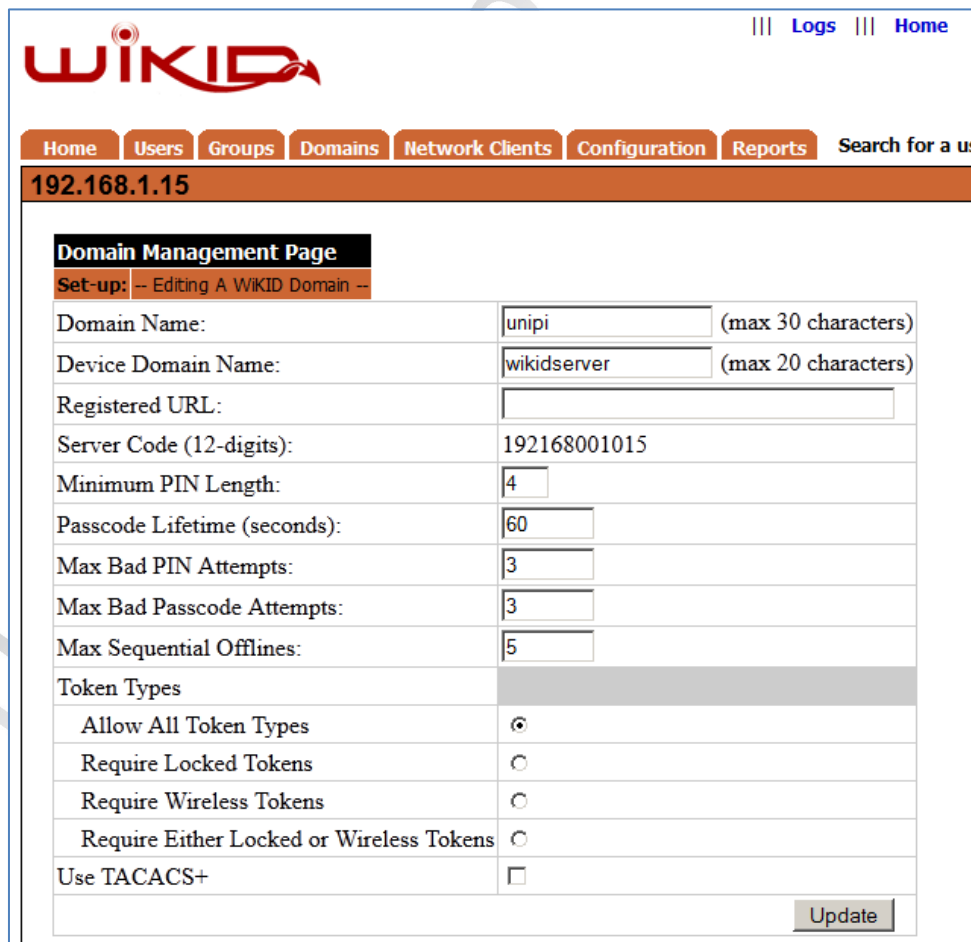 ||| Logs ||| Home
WiKID
Home Users Groups Domains Network Clients Configuration Reports Search for a
192.168.1.15
Domain Management Page
Set-up: -- Editing A WiKID Domain --
Domain Name: unipi (max 30 characters)
Device Domain Name: wikidserver (max 20 characters)
Registered URL:
Server Code (12-digits): 192168001015
Minimum PIN Length: 4
Passcode Lifetime (seconds): 60
Max Bad PIN Attempts: 3
Max Bad Passcode Attempts: 3
Max Sequential Offlines: 5
Token Types
Allow All Token Types
Require Locked Tokens
Require Wireless Tokens
Require Either Locked or Wireless Tokens
Use TACACS+
Update